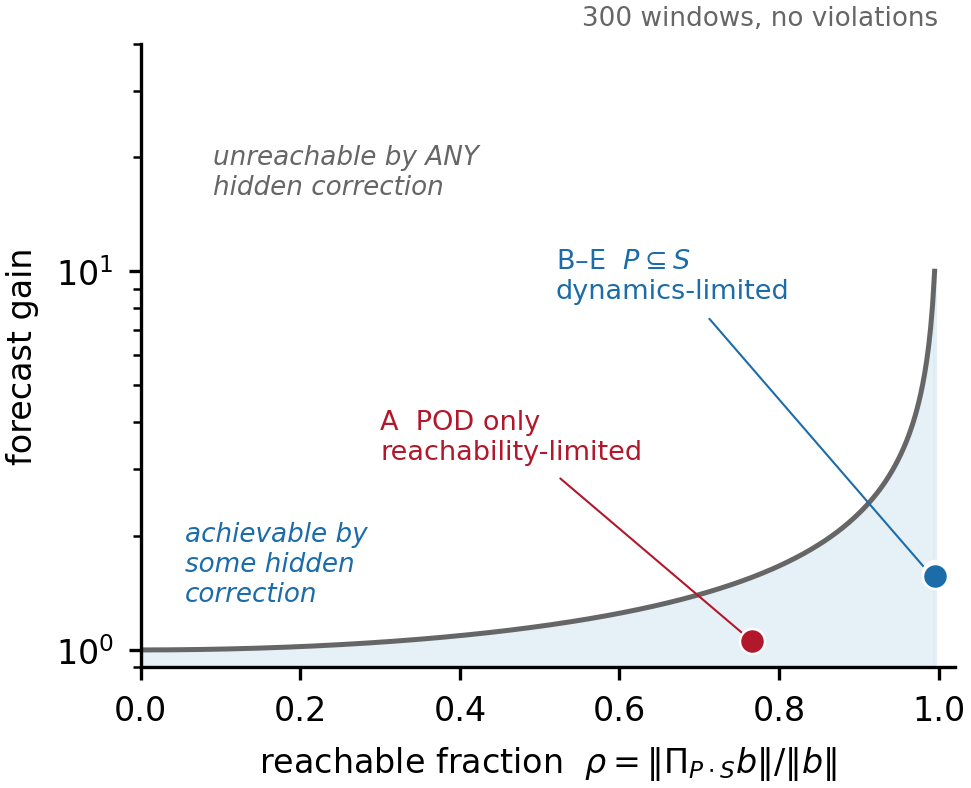 300 windows, no violations
unreachable by ANY
hidden correction
B–E P ⊆ S
dynamics-limited
A POD only
reachability-limited
achievable by
some hidden
correction
forecast gain
10¹
10⁰
0.0 0.2 0.4 0.6 0.8 1.0
reachable fraction ρ = ‖Π_{P·S}b‖/‖b‖